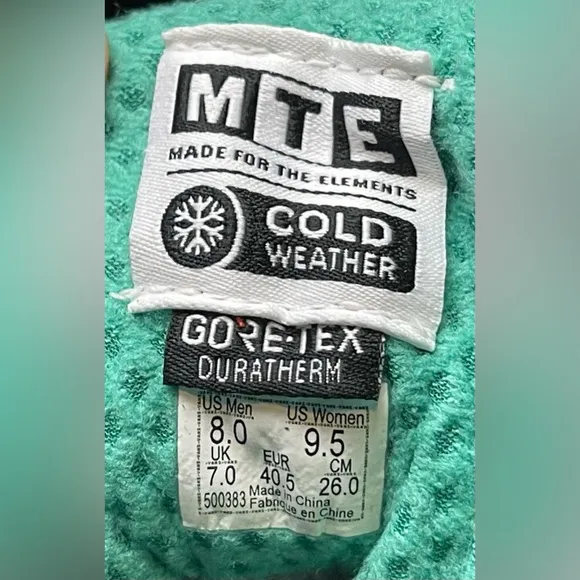 MTE
MADE FOR THE ELEMENTS
COLD
WEATHER
GORE-TEX
DURATHERM
US Men US Women
8.0 9.5
UK EUR CM
7.0 40.5 26.0
500383 Made in China
Fabriqué en Chine